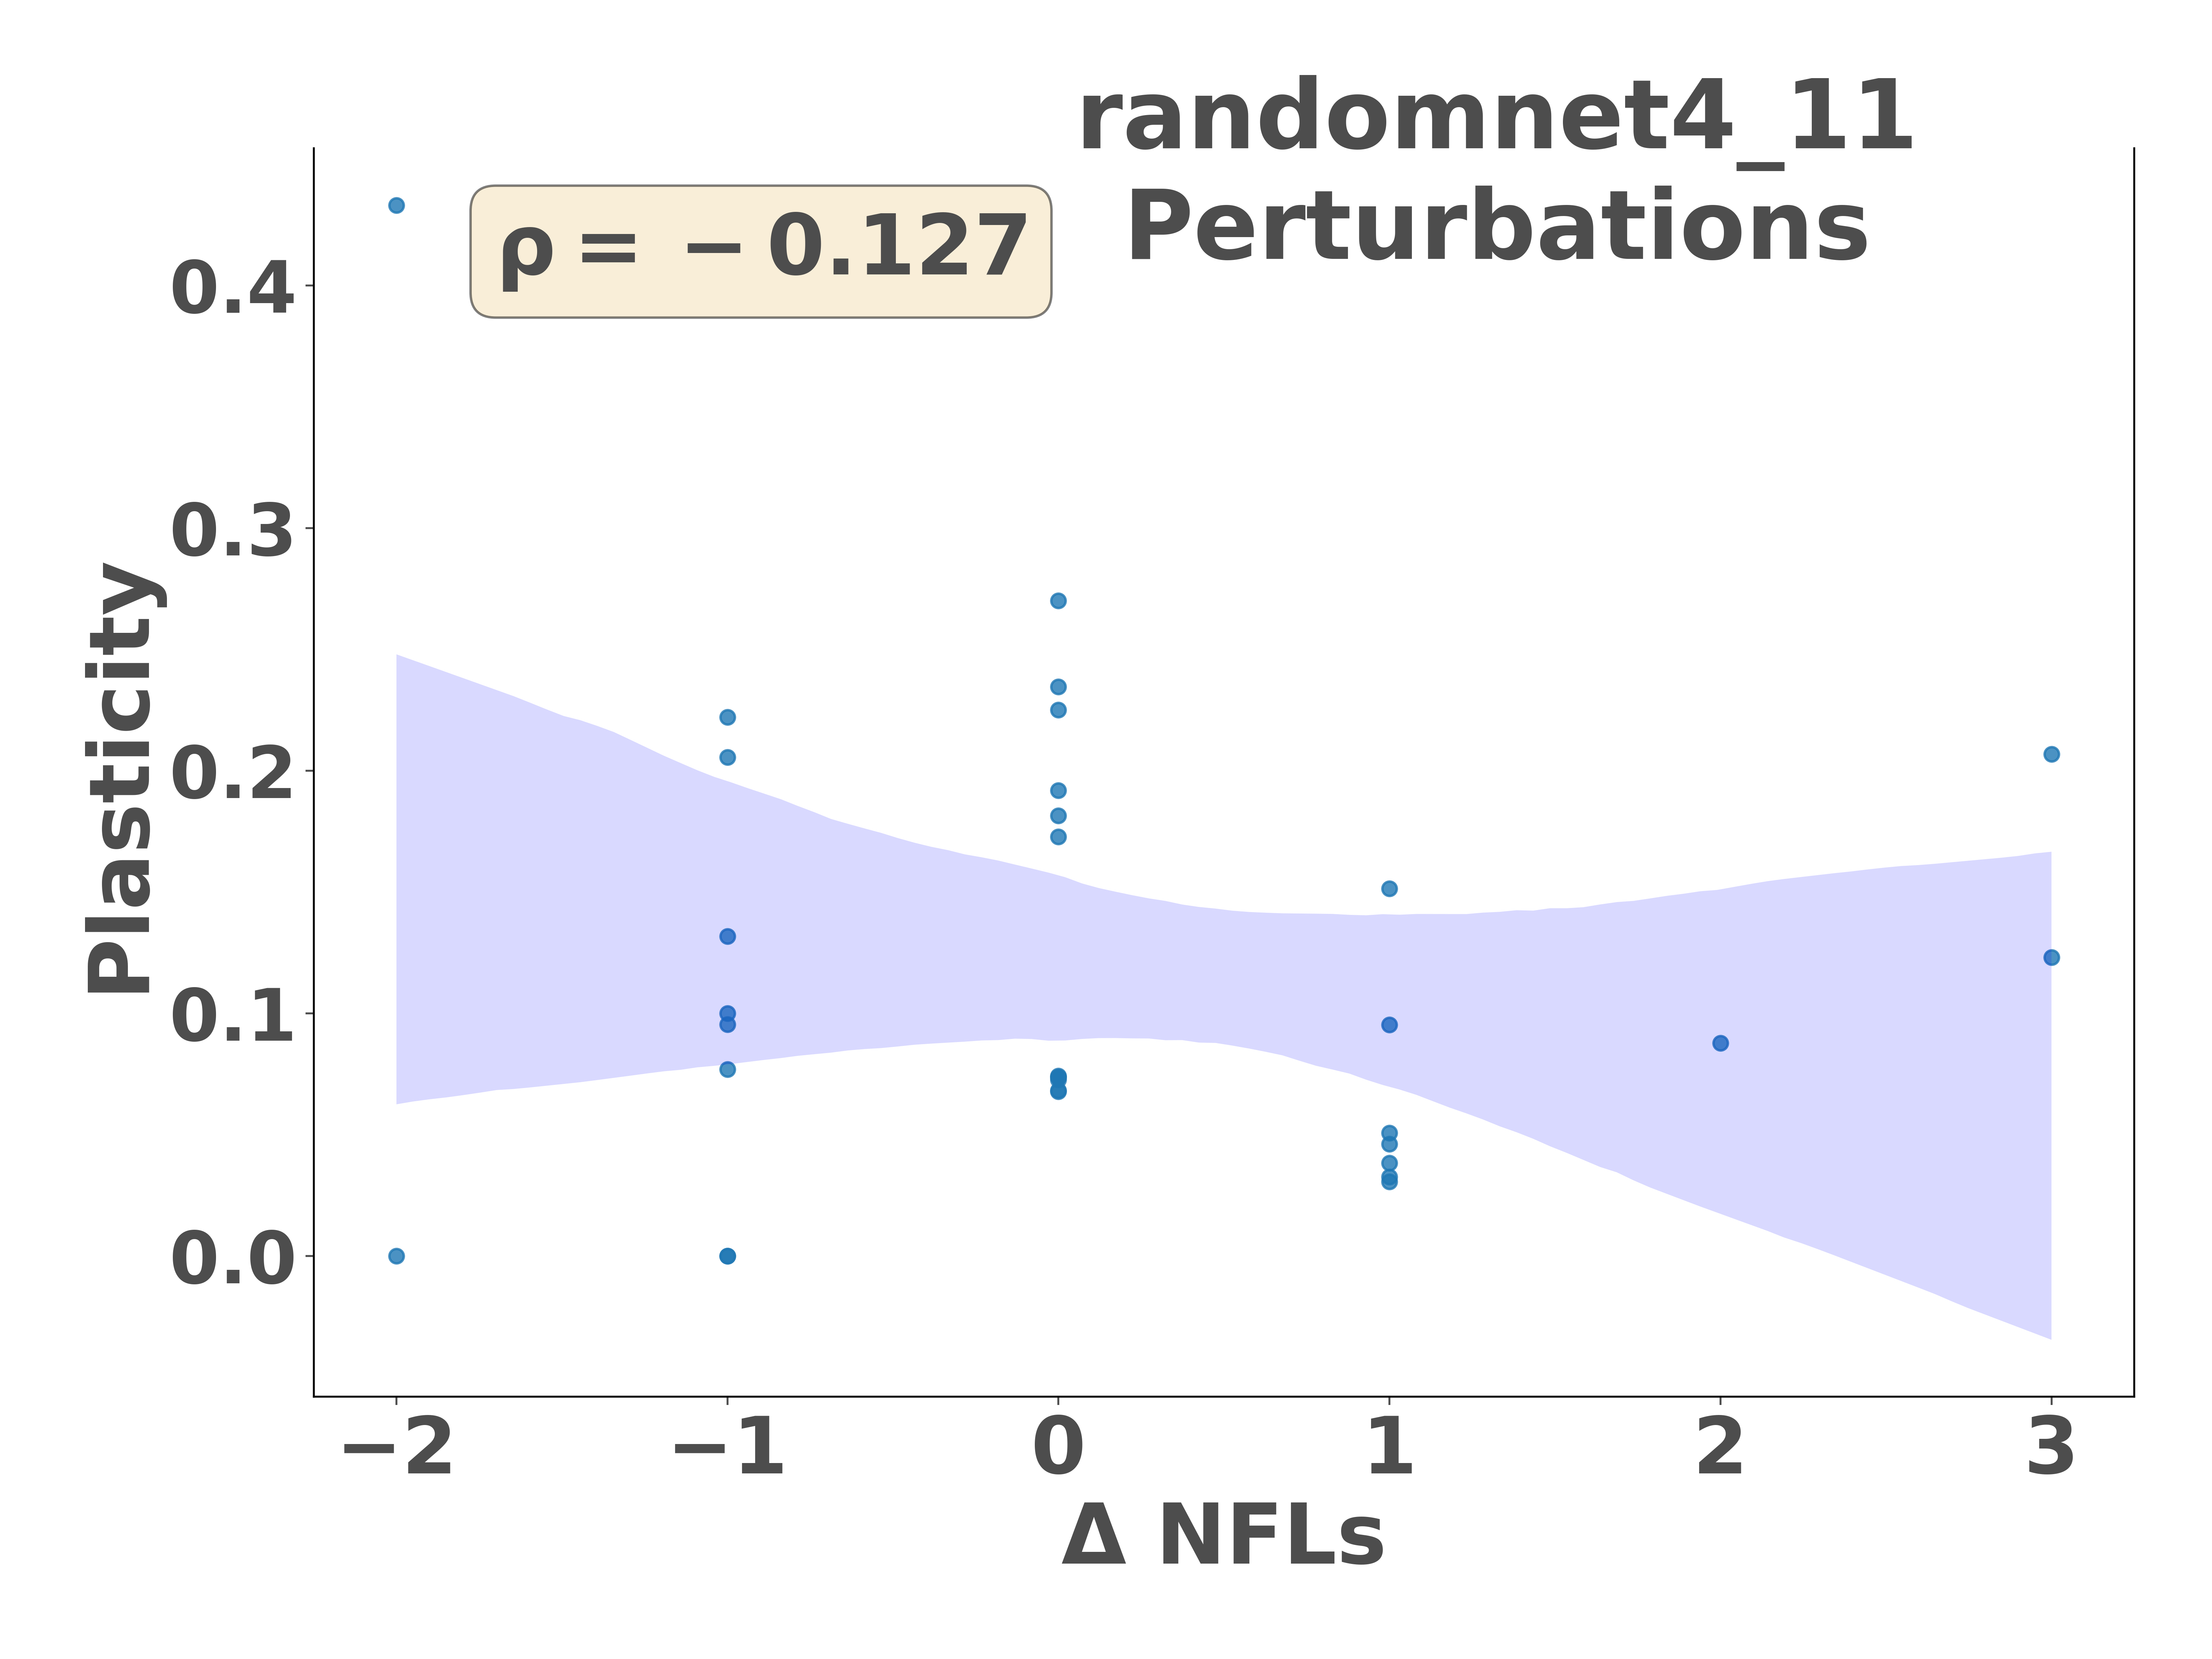 randomnet4_11
Perturbations
ρ = −0.127
Plasticity
0.4
0.3
0.2
0.1
0.0
−2 −1 0 1 2 3
Δ NFLs